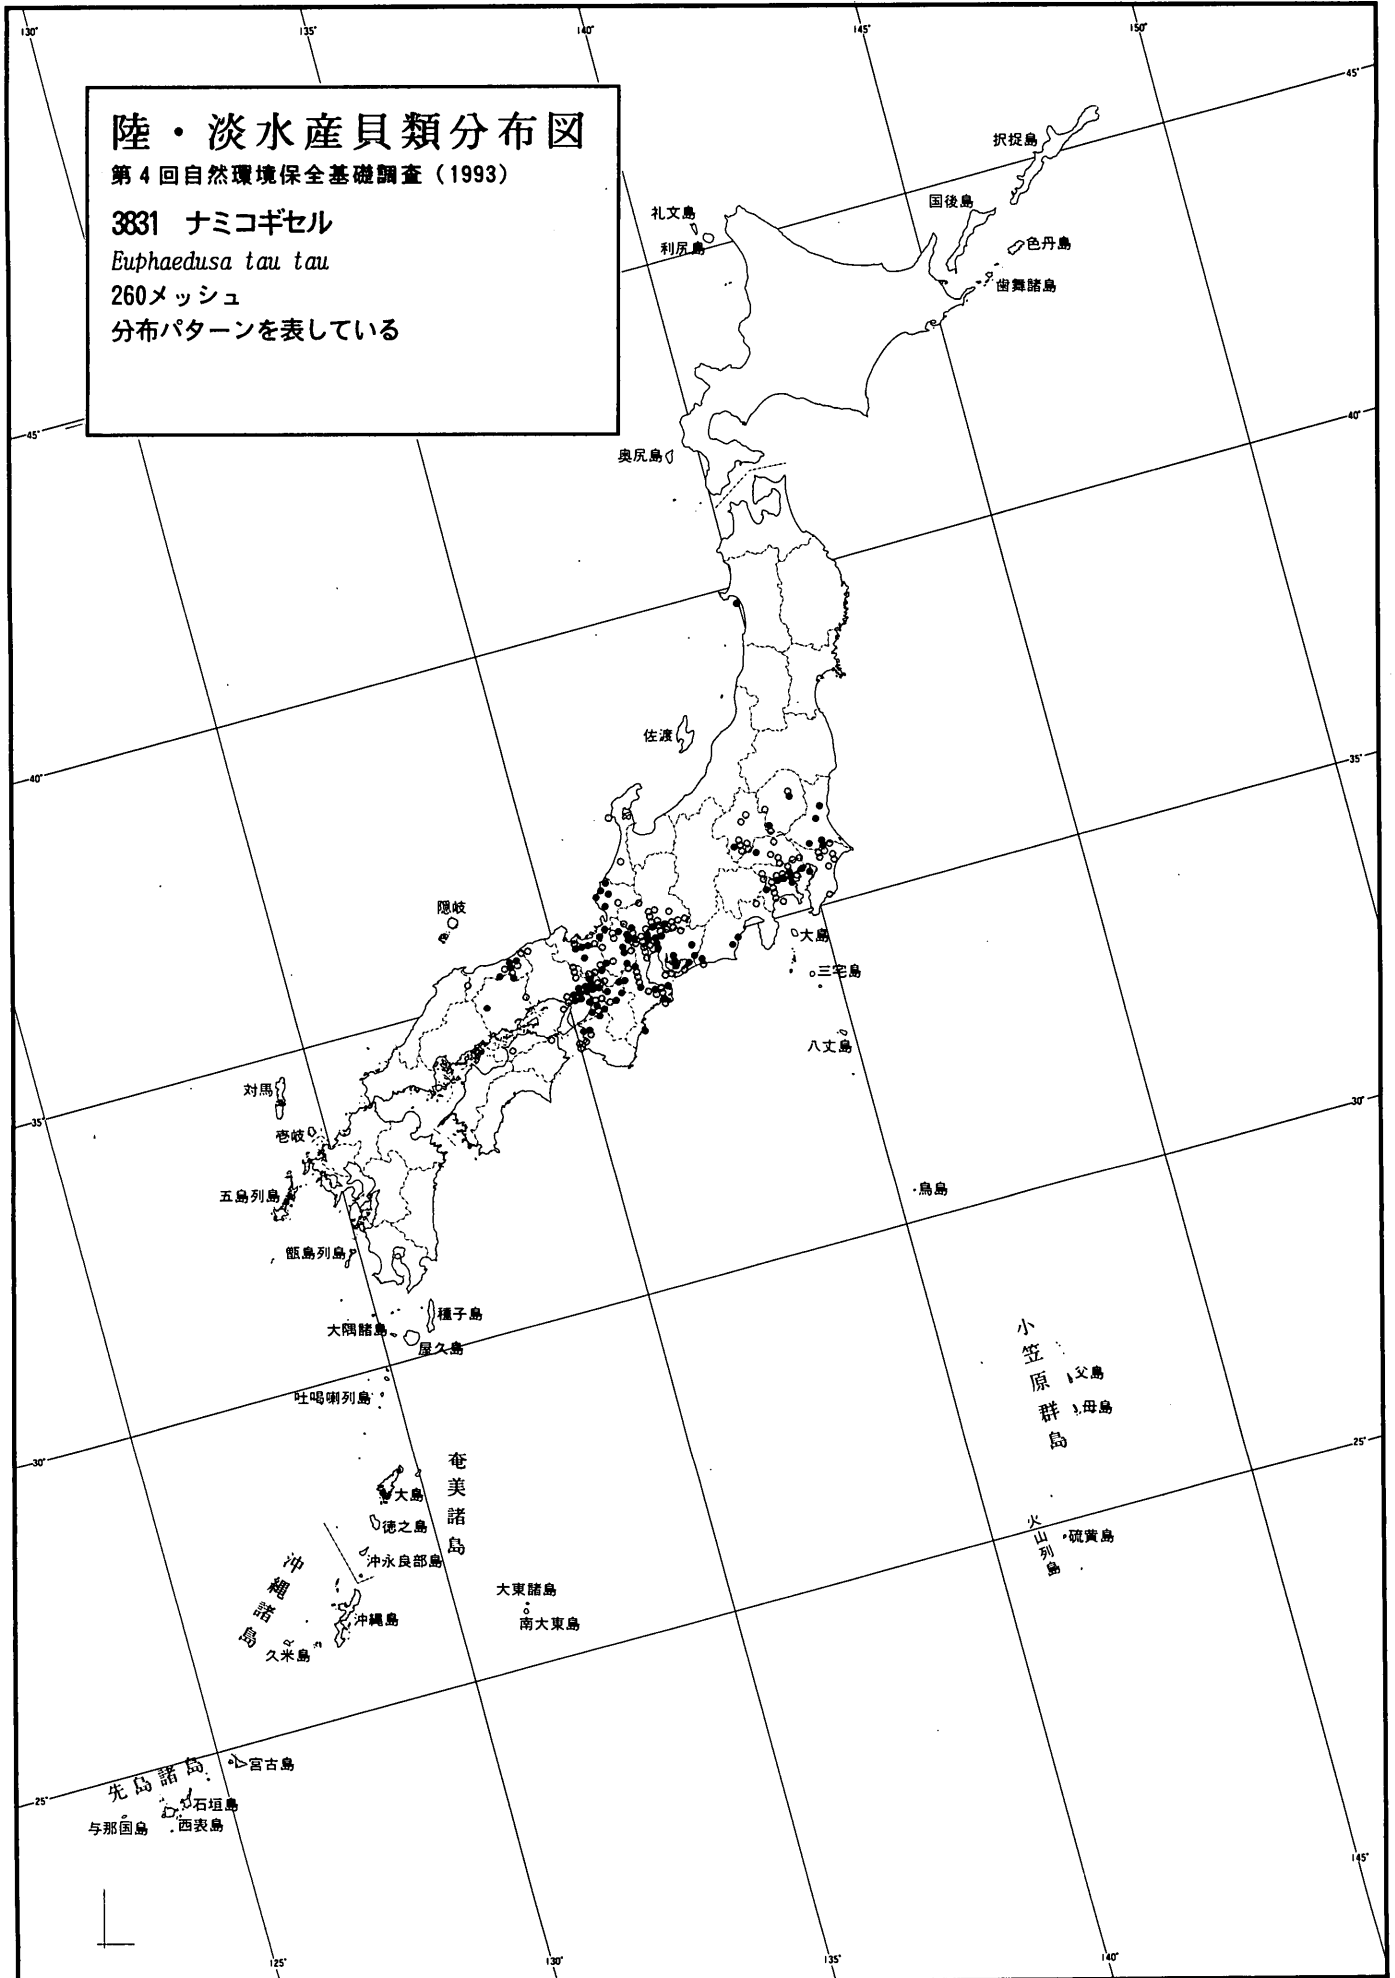 130°
135°
140°
145°
150°
陸・淡水産貝類分布図
第4回自然環境保全基礎調査（1993）
3831 ナミコギセル
Euphaedusa tau tau
260メッシュ
分布パターンを表している
45°
択捉島
国後島
礼文島
利尻島
色丹島
歯舞諸島
40°
45°
奥尻島
佐渡
35°
40°
隠岐
大島
三宅島
八丈島
対馬
30°
35°
壱岐
五島列島
鳥島
甑島列島
種子島
大隅諸島
屋久島
小笠原群島
父島
吐喝喇列島
母島
25°
30°
奄美諸島
大島
徳之島
火山列島
硫黄島
沖永良部島
沖縄諸島
大東諸島
沖縄島
南大東島
久米島
先島諸島
宮古島
25°
石垣島
与那国島
西表島
145°
125°
130°
135°
140°